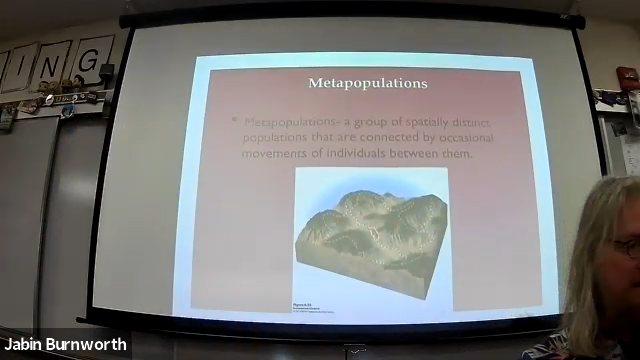 ING
Metapopulations
Metapopulations- a group of spatially distinct
populations that are connected by occasional
movements of individuals between them.
Jabin Burnworth